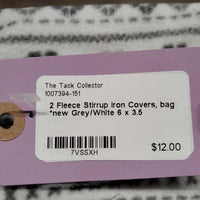 The Tack Collector
1007394-151
2 Fleece Stirrup Iron Covers, bag
*new Grey/White 6 x 3.5
7VSSXH
$12.00